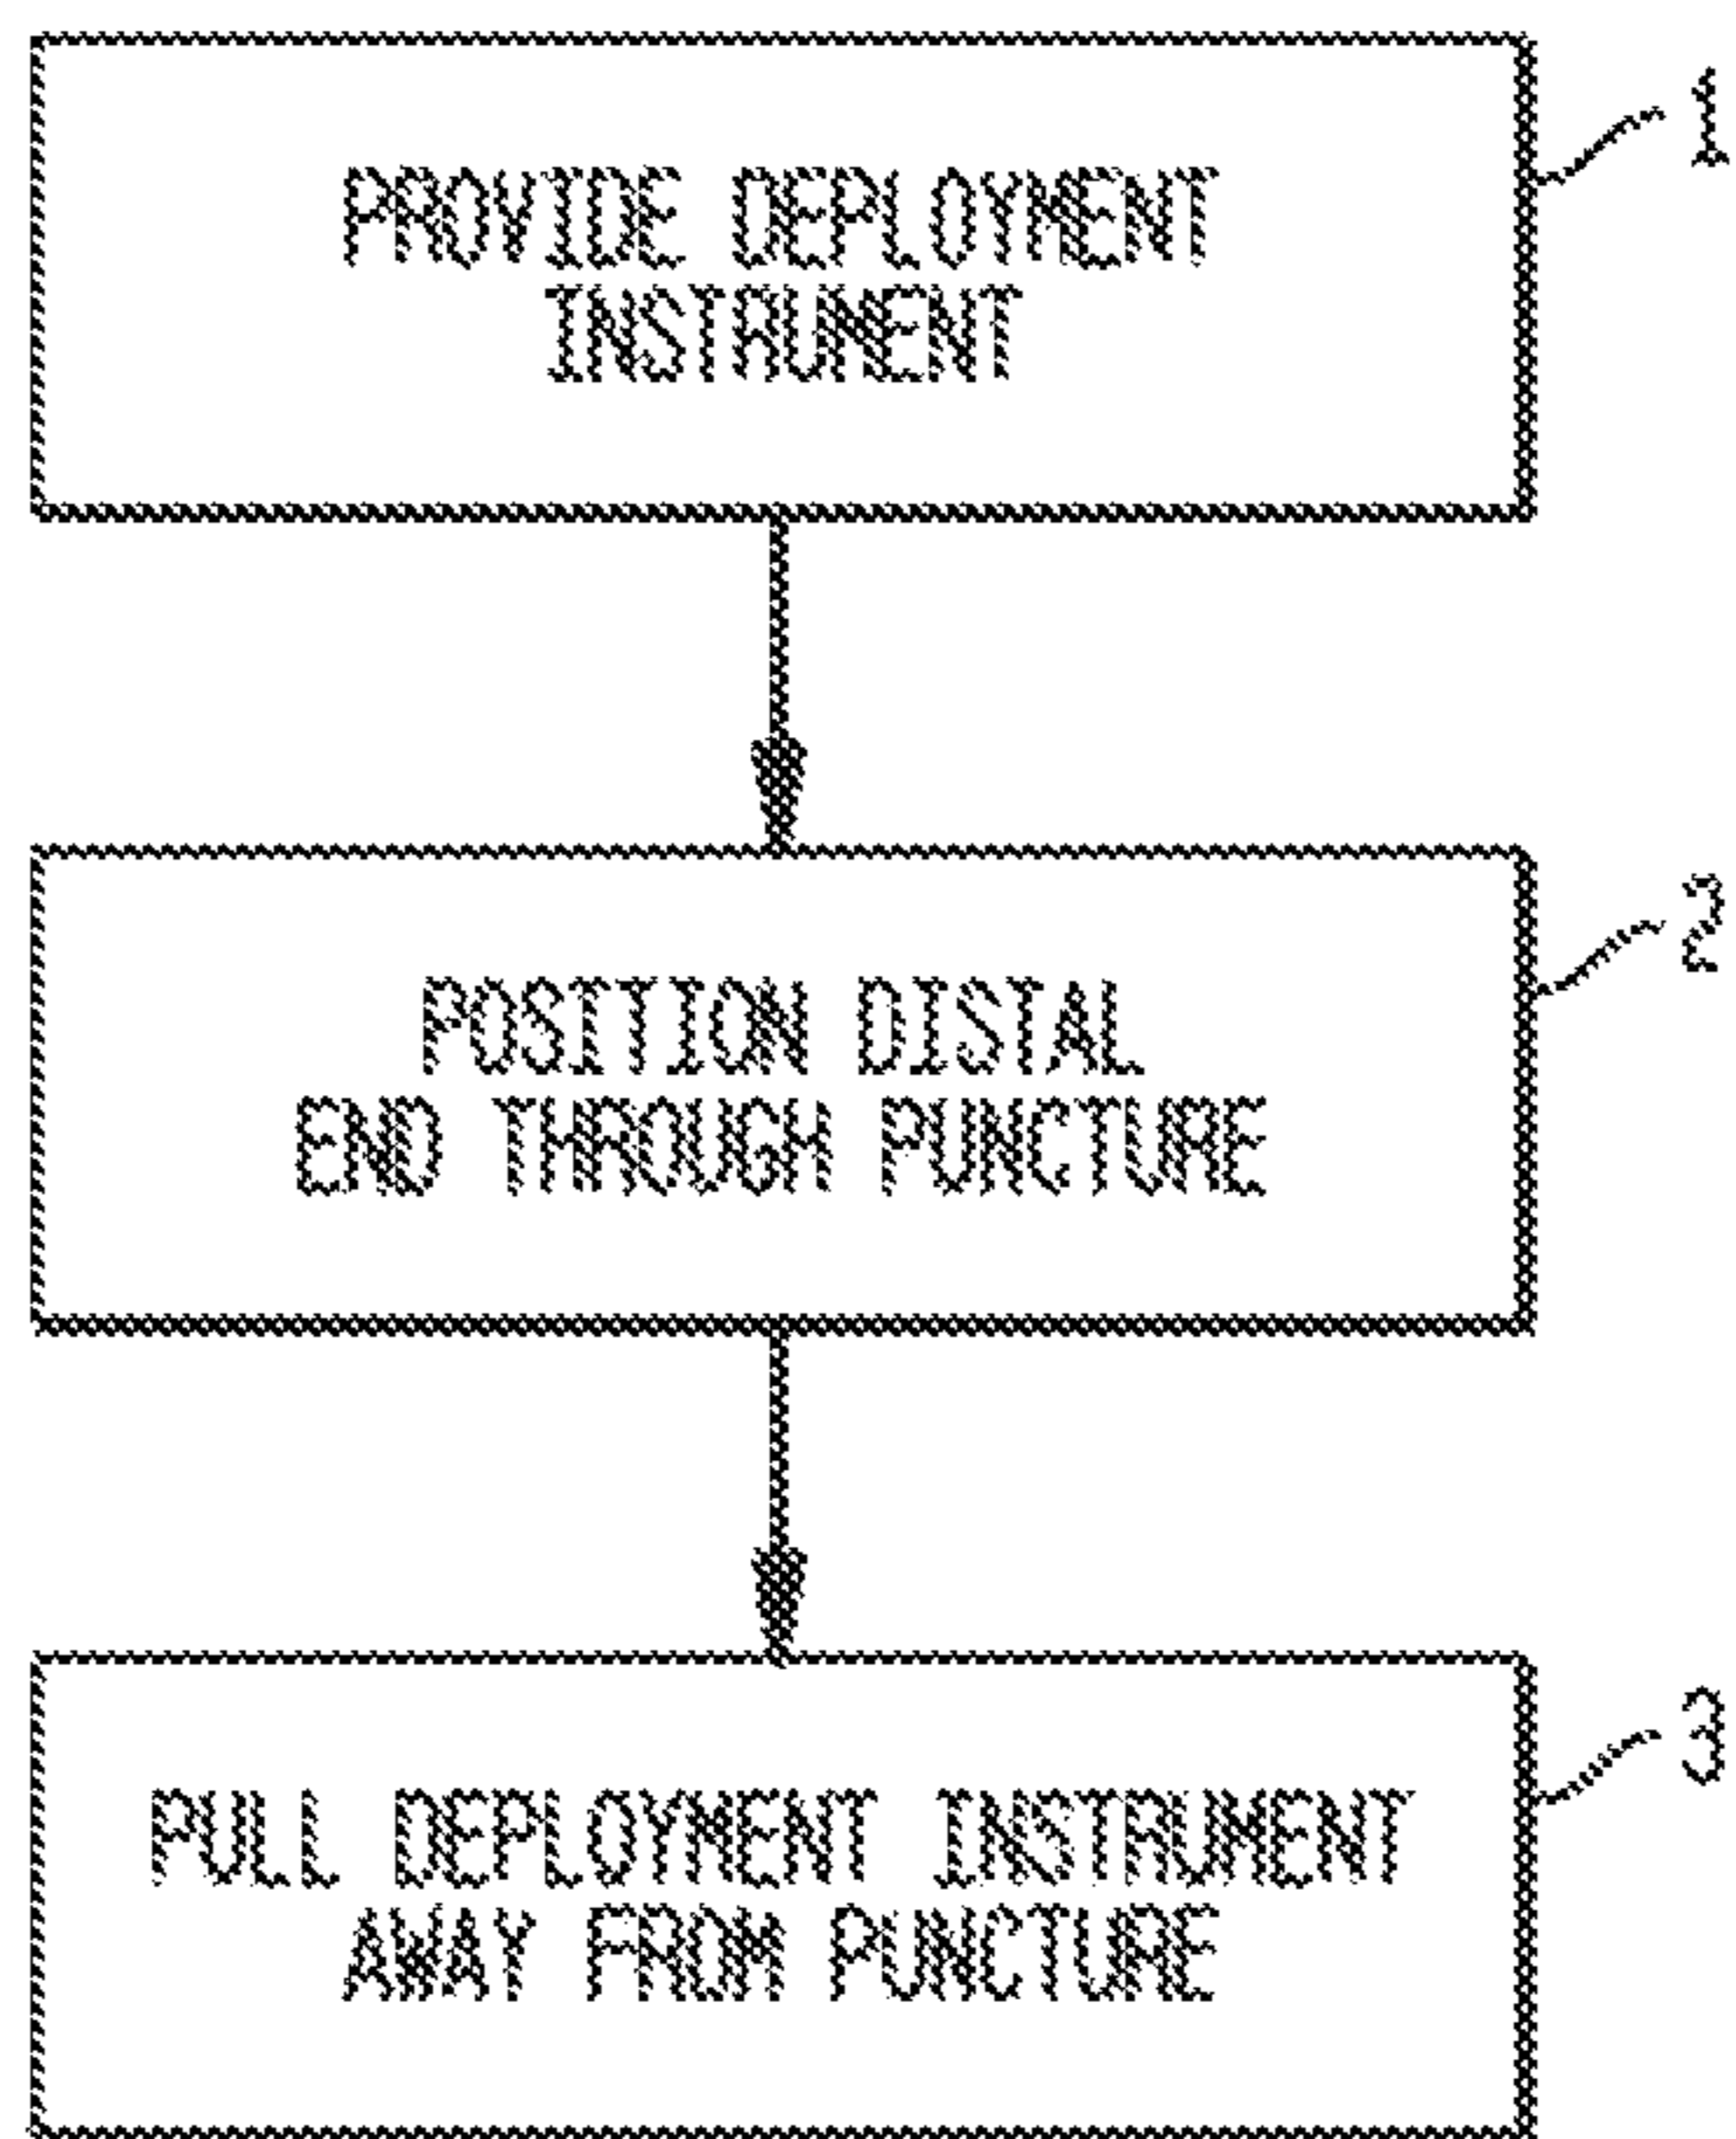 PROVIDE DEPLOYMENT
INSTRUMENT
1
POSITION DISTAL
END THROUGH PUNCTURE
2
PULL DEPLOYMENT INSTRUMENT
AWAY FROM PUNCTURE
3